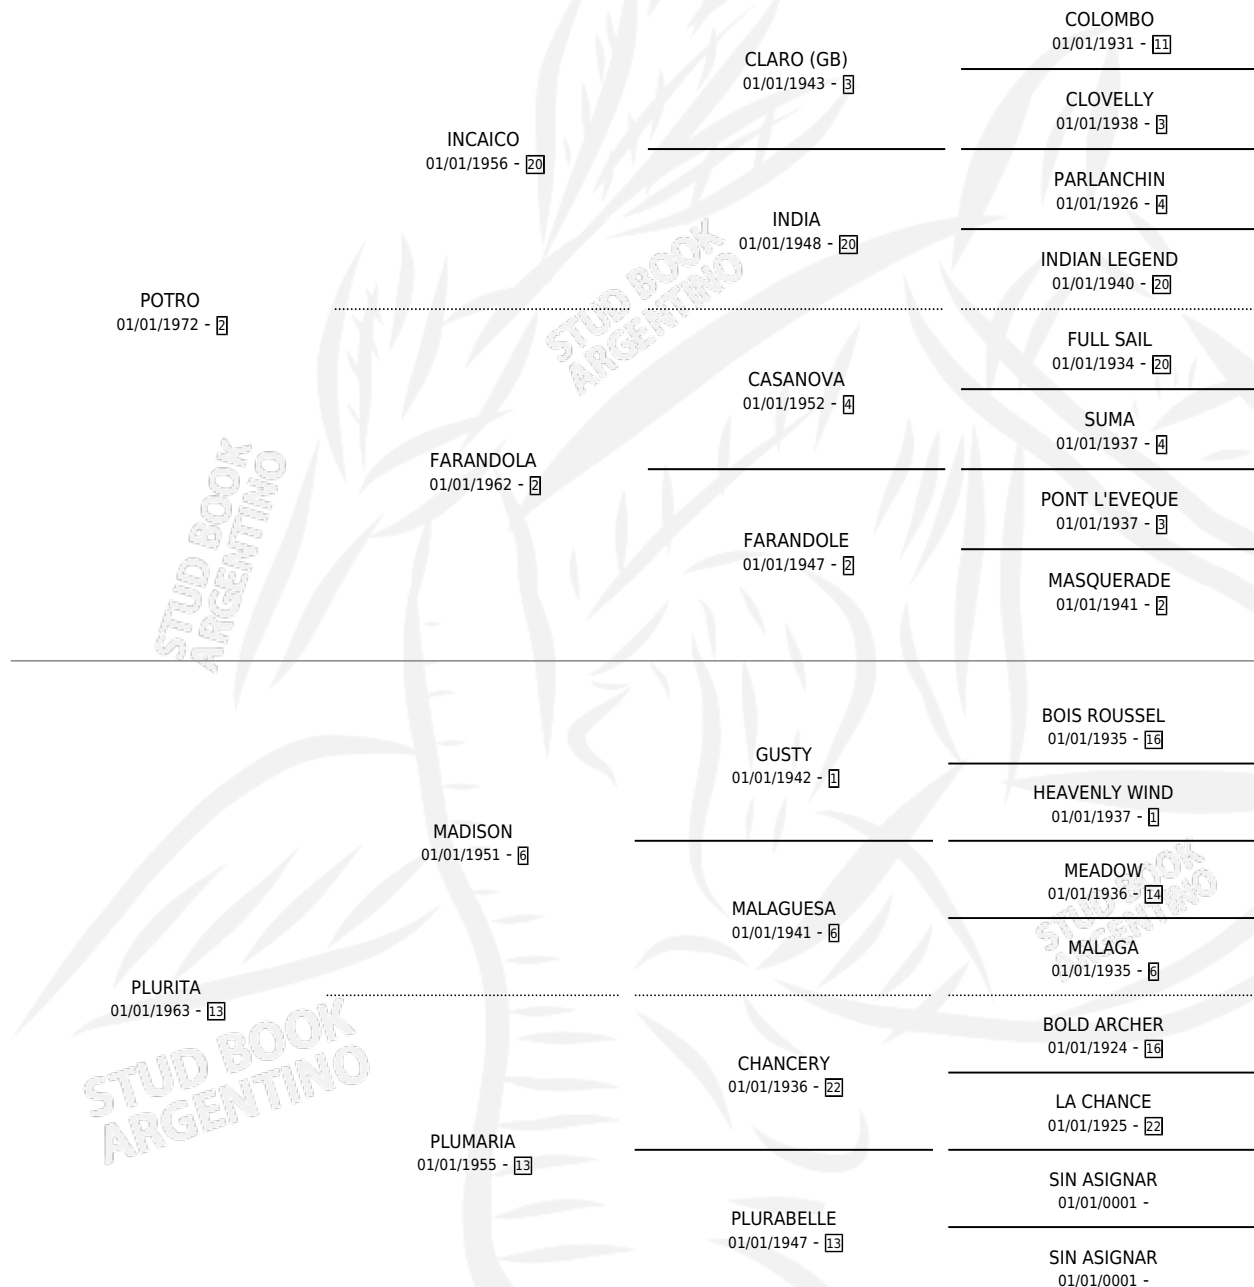 COLOMBO
01/01/1931 - 11
CLARO (GB)
01/01/1943 - 3
CLOVELLY
01/01/1938 - 3
INCAICO
01/01/1956 - 20
PARLANCHIN
01/01/1926 - 4
INDIA
01/01/1948 - 20
INDIAN LEGEND
01/01/1940 - 20
POTRO
01/01/1972 - 2
FULL SAIL
01/01/1934 - 20
CASANOVA
01/01/1952 - 4
SUMA
01/01/1937 - 4
FARANDOLA
01/01/1962 - 2
PONT L'EVEQUE
01/01/1937 - 3
FARANDOLE
01/01/1947 - 2
MASQUERADE
01/01/1941 - 2
BOIS ROUSSEL
01/01/1935 - 16
GUSTY
01/01/1942 - 1
HEAVENLY WIND
01/01/1937 - 1
MADISON
01/01/1951 - 6
MEADOW
01/01/1936 - 14
MALAGUESA
01/01/1941 - 6
MALAGA
01/01/1935 - 6
PLURITA
01/01/1963 - 13
BOLD ARCHER
01/01/1924 - 16
CHANCERY
01/01/1936 - 22
LA CHANCE
01/01/1925 - 22
PLUMARIA
01/01/1955 - 13
SIN ASIGNAR
01/01/0001 -
PLURABELLE
01/01/1947 - 13
SIN ASIGNAR
01/01/0001 -
STUD BOOK
ARGENTINO
STUD BOOK
ARGENTINO
STUD BOOK
ARGENTINO
STUD BOOK
ARGENTINO